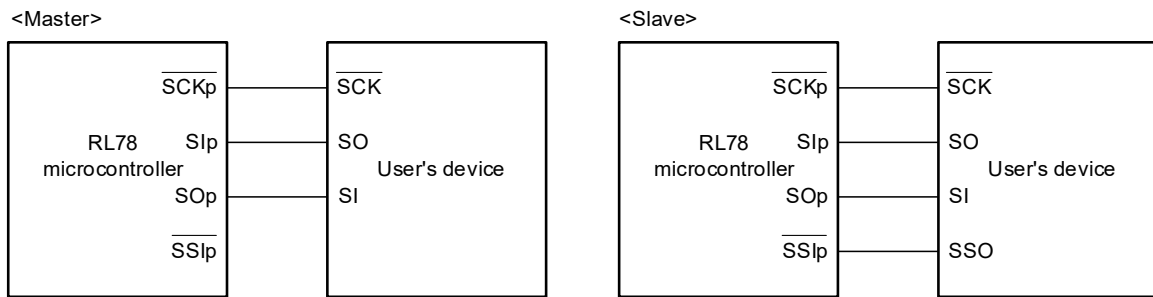 <Master>
SCKp
SCK
RL78
microcontroller
SIp
SO
User's device
SOp
SI
SSIp
<Slave>
SCKp
SCK
RL78
microcontroller
SIp
SO
User's device
SOp
SI
SSIp
SSO